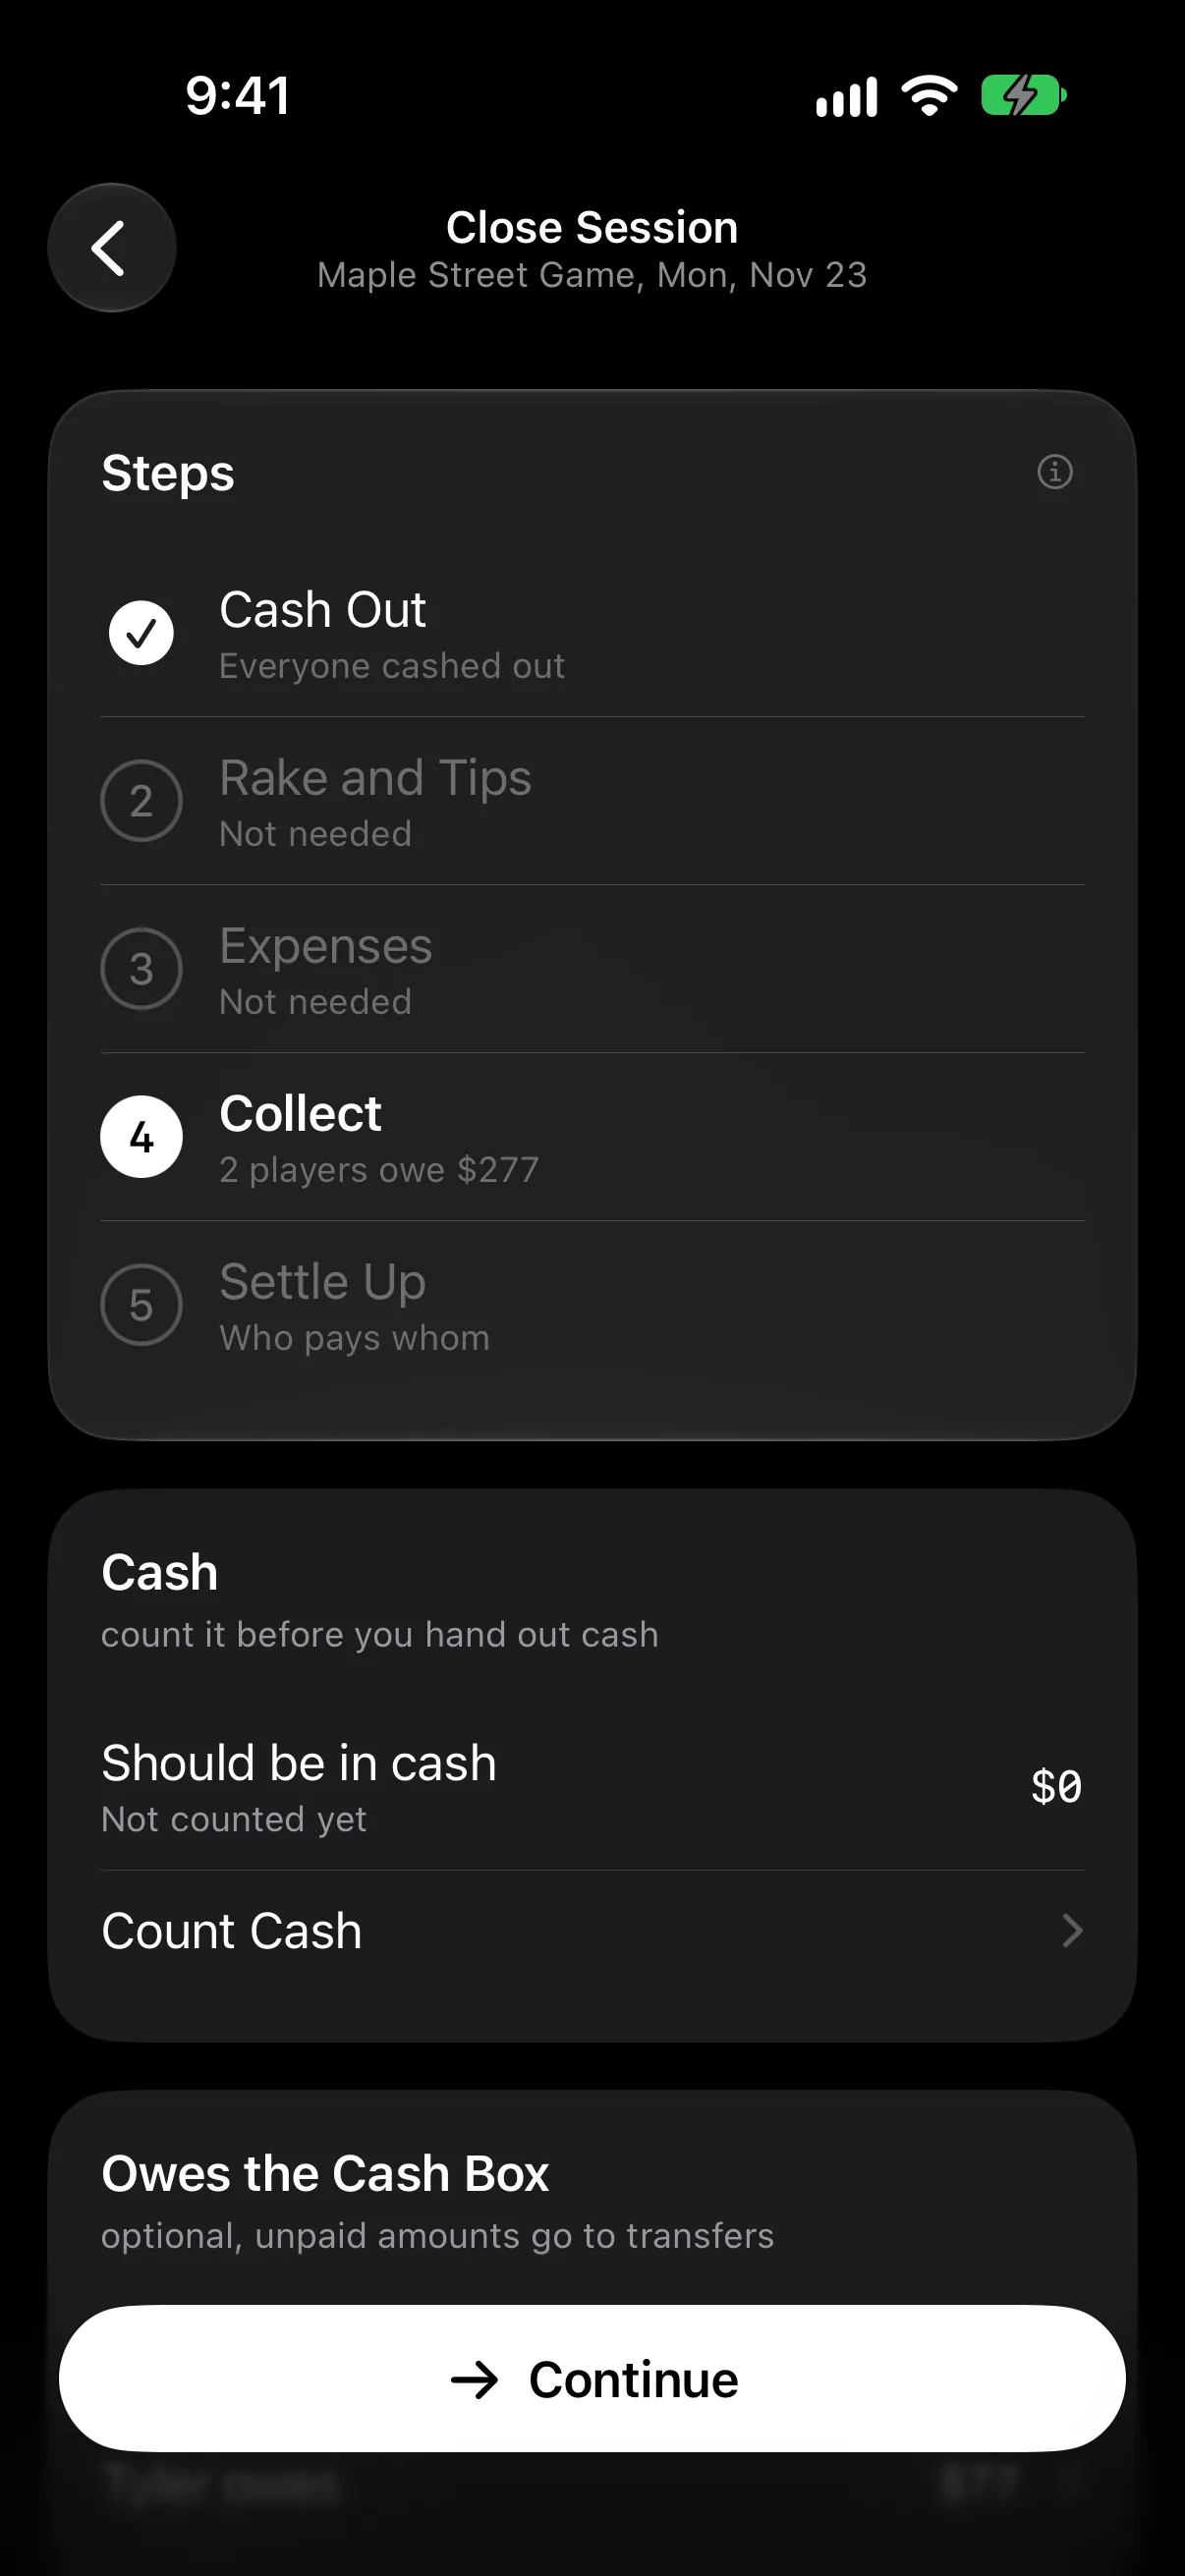 9:41
Close Session
Maple Street Game, Mon, Nov 23
Steps
Cash Out
Everyone cashed out
2
Rake and Tips
Not needed
3
Expenses
Not needed
4
Collect
2 players owe $277
5
Settle Up
Who pays whom
Cash
count it before you hand out cash
Should be in cash
$0
Not counted yet
Count Cash
Owes the Cash Box
optional, unpaid amounts go to transfers
Continue
Tyler owes
$77